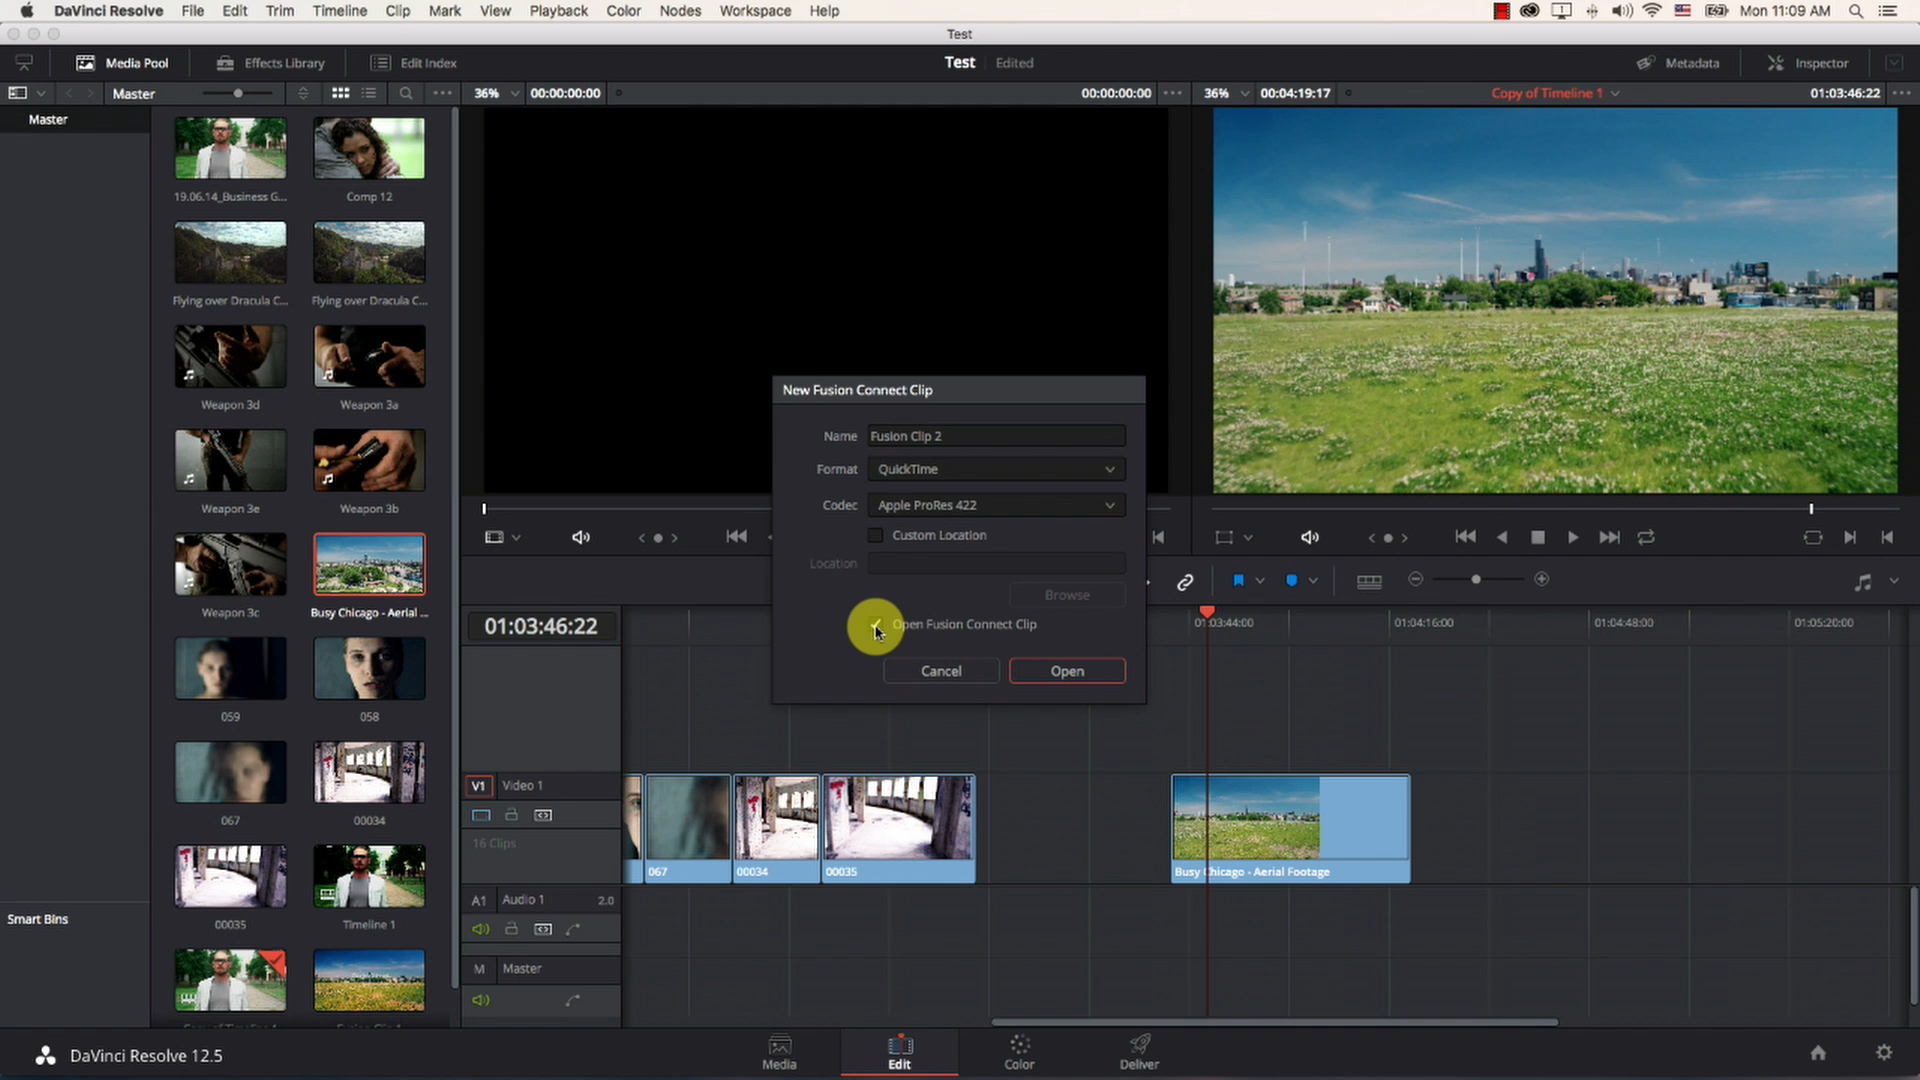 DaVinci Resolve File Edit Trim Timeline Clip Mark View Playback Color Nodes Workspace Help Mon 11:09 AM
Test
Media Pool Effects Library Edit Index Test Edited Metadata Inspector
Master 36% 00:00:00:00 00:00:00:00 36% 00:04:19:17 Copy of Timeline 1 01:03:46:22
Master
19.06.14_Business G... Comp 12
Flying over Dracula C... Flying over Dracula C...
Weapon 3d Weapon 3a
Weapon 3e Weapon 3b
Weapon 3c Busy Chicago - Aerial ...
059 058
067 00034
00035 Timeline 1
Smart Bins
New Fusion Connect Clip
Name Fusion Clip 2
Format QuickTime
Codec Apple ProRes 422
Custom Location
Location
Browse
Open Fusion Connect Clip
Cancel Open
01:03:46:22 01:03:44:00 01:04:16:00 01:04:48:00 01:05:20:00
V1 Video 1
16 Clips
067 00034 00035 Busy Chicago - Aerial Footage
A1 Audio 1 2.0
M Master
DaVinci Resolve 12.5 Media Edit Color Deliver